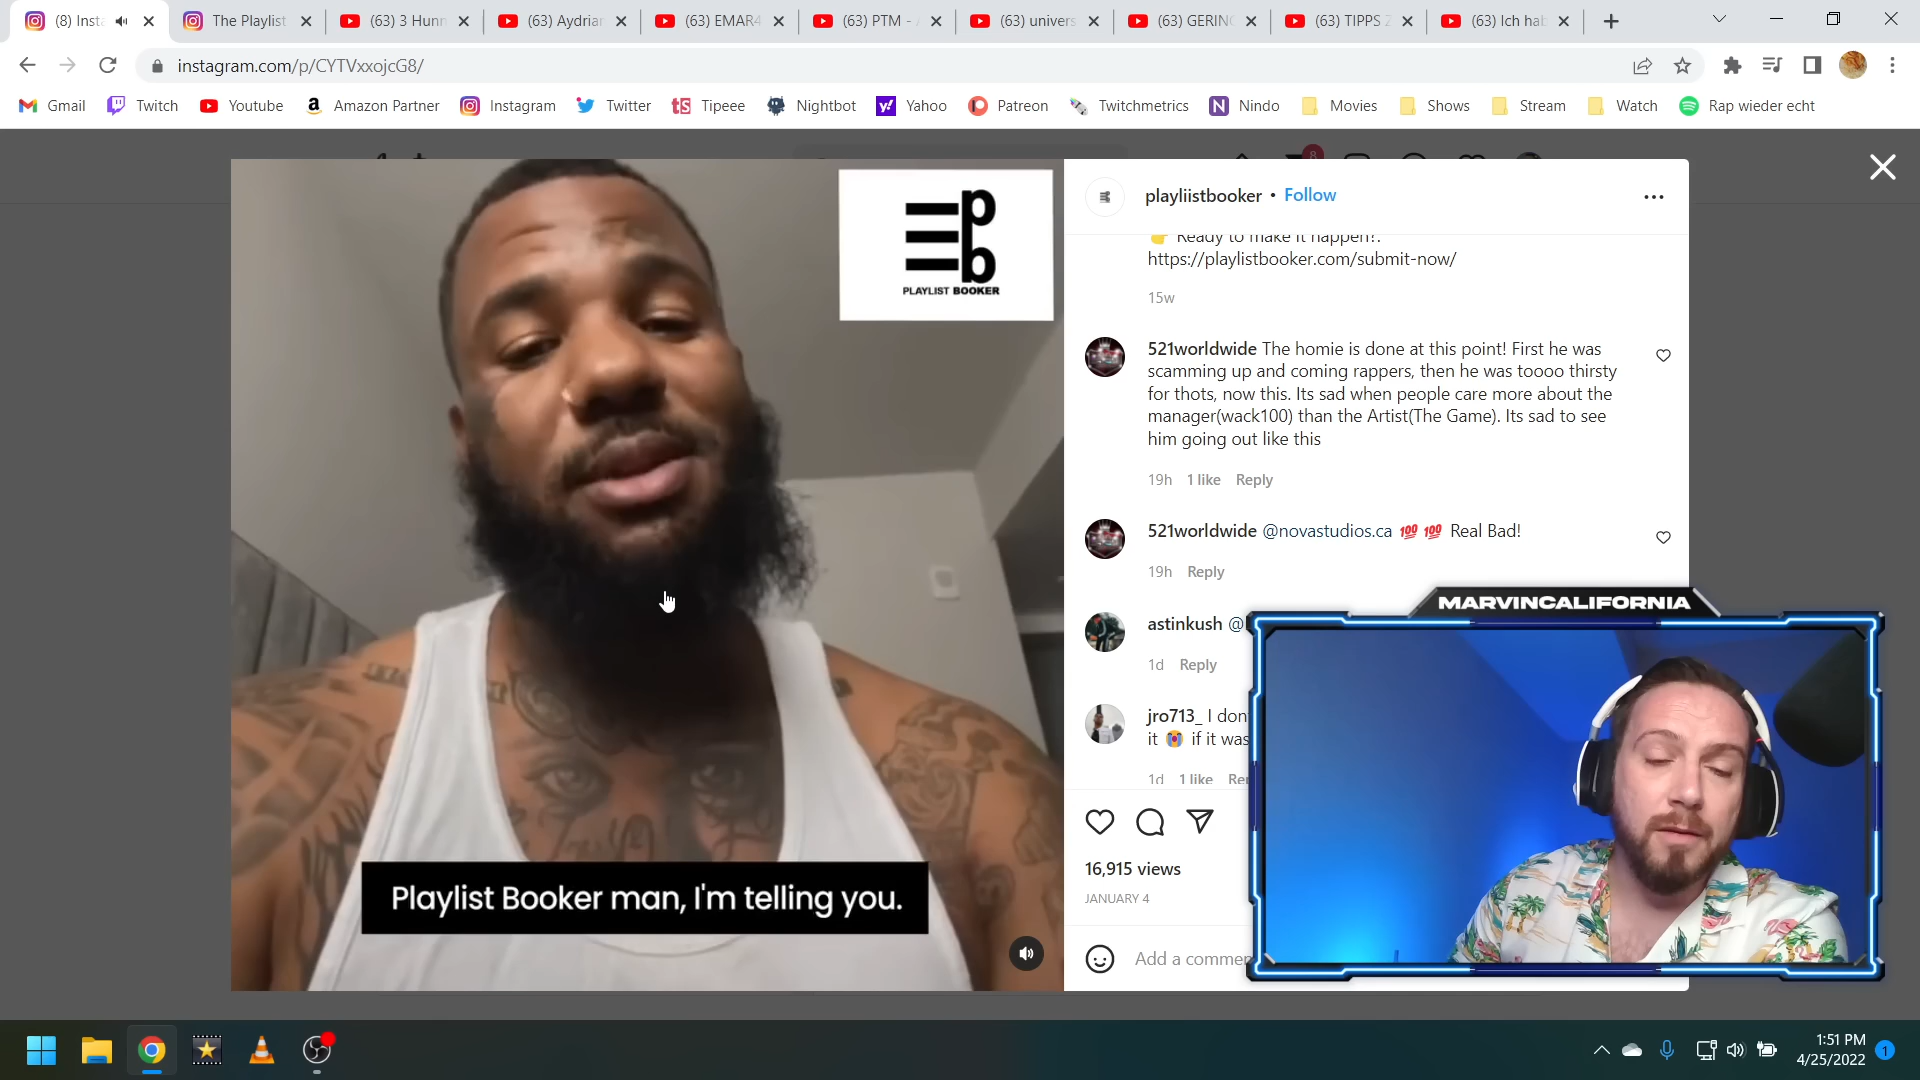 (8) Insta
The Playlist
(63) 3 Hunn
(63) Aydrian
(63) EMAR4
(63) PTM - A
(63) univers
(63) GERING
(63) TIPPS Z
(63) Ich hab
instagram.com/p/CYTVxxojcG8/
Gmail
Twitch
Youtube
Amazon Partner
Instagram
Twitter
Tipeee
Nightbot
Yahoo
Patreon
Twitchmetrics
Nindo
Movies
Shows
Stream
Watch
Rap wieder echt
8
PLAYLIST BOOKER
playliistbooker • Follow
Ready to make it happen?:
https://playlistbooker.com/submit-now/
15w
521worldwide The homie is done at this point! First he was
scamming up and coming rappers, then he was toooo thirsty
for thots, now this. Its sad when people care more about the
manager(wack100) than the Artist(The Game). Its sad to see
him going out like this
19h 1 like Reply
521worldwide @novastudios.ca 💯 💯 Real Bad!
19h Reply
astinkush @
1d Reply
jro713_ I don
it 😭 if it was
1d 1 like Re
16,915 views
JANUARY 4
Add a commen
MARVINCALIFORNIA
Playlist Booker man, I'm telling you.
1:51 PM
4/25/2022
1